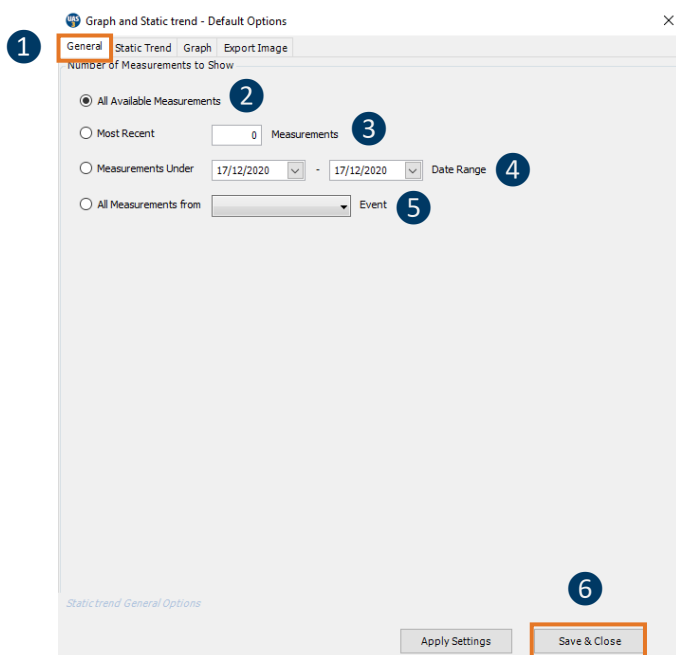 UAS 3 Graph and Static trend - Default Options
1 General Static Trend Graph Export Image
Number of Measurements to Show
All Available Measurements 2
Most Recent 0 Measurements 3
Measurements Under 17/12/2020 - 17/12/2020 Date Range 4
All Measurements from Event 5
6
Static trend General Options
Apply Settings Save & Close